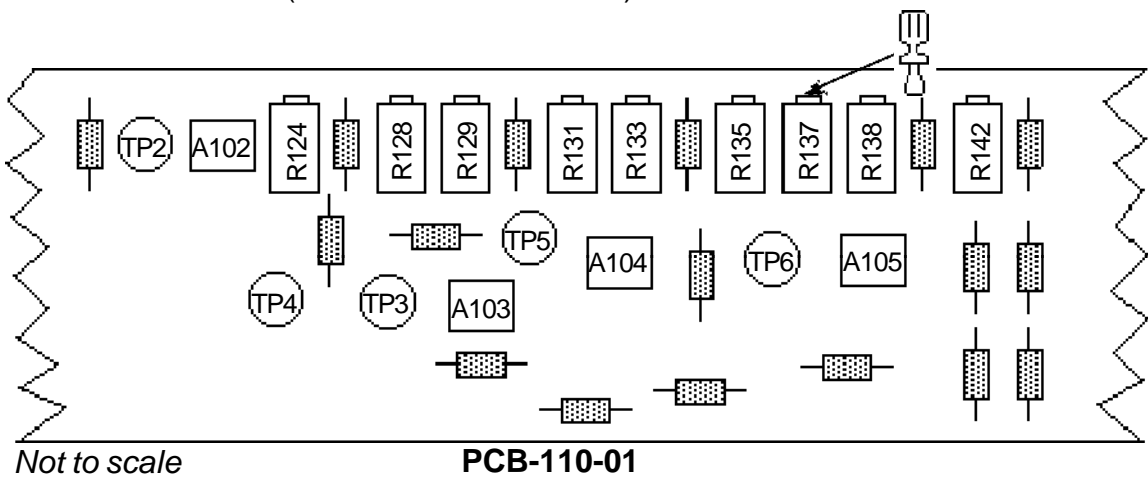 TP2 A102 R124 R128 R129 R131 R133 R135 R137 R138 R142
TP5 A104 TP6 A105
TP4 TP3 A103
Not to scale PCB-110-01